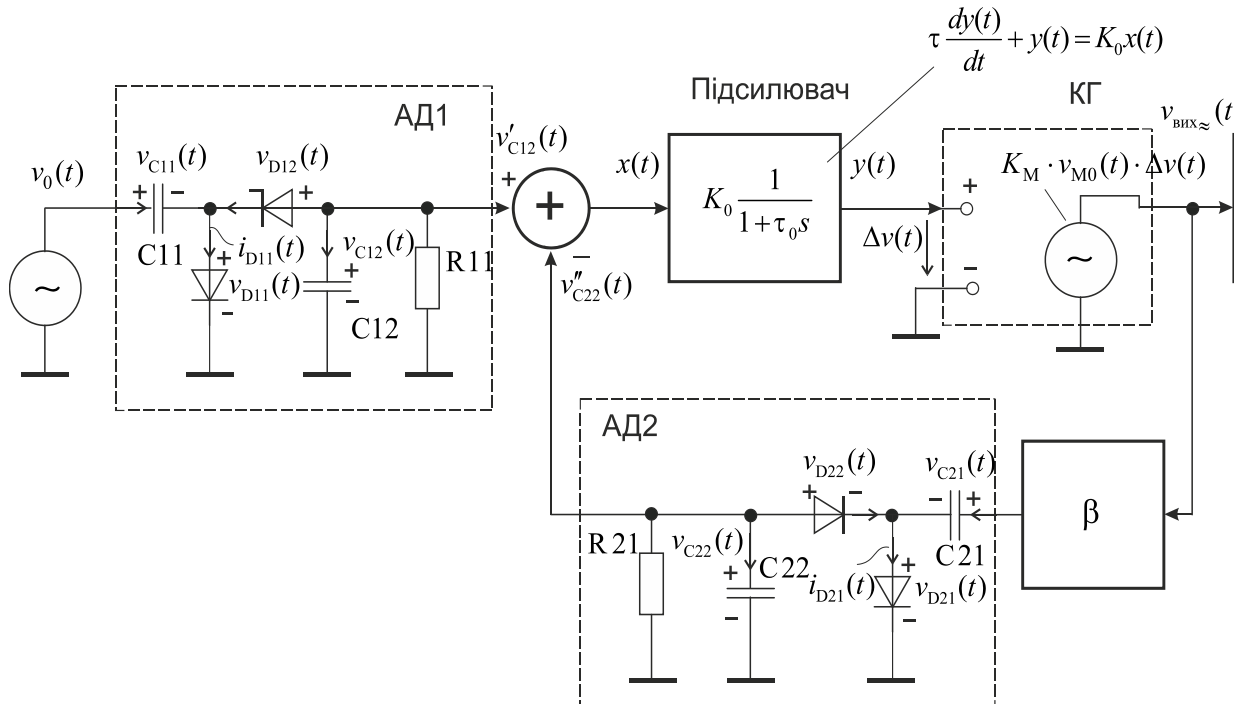 τ dy(t)/dt + y(t) = K₀x(t)
Підсилювач
КГ
v_вих≈(t
АД1
v₀(t)
v_C11(t)
v_D12(t)
v′_C12(t)
x(t)
y(t)
K_M · v_M0(t) · Δv(t)
+ −
+
+
+
K₀ 1/(1+τ₀s)
+
Δv(t)
−
C11
i_D11(t)
v_D11(t)
+
−
v_C12(t)
+
−
R11
C12
~
~
−
v″_C22(t)
АД2
v_D22(t)
v_C21(t)
+ −
− +
β
R 21
v_C22(t)
+
−
C22
C21
i_D21(t)
+
−
v_D21(t)